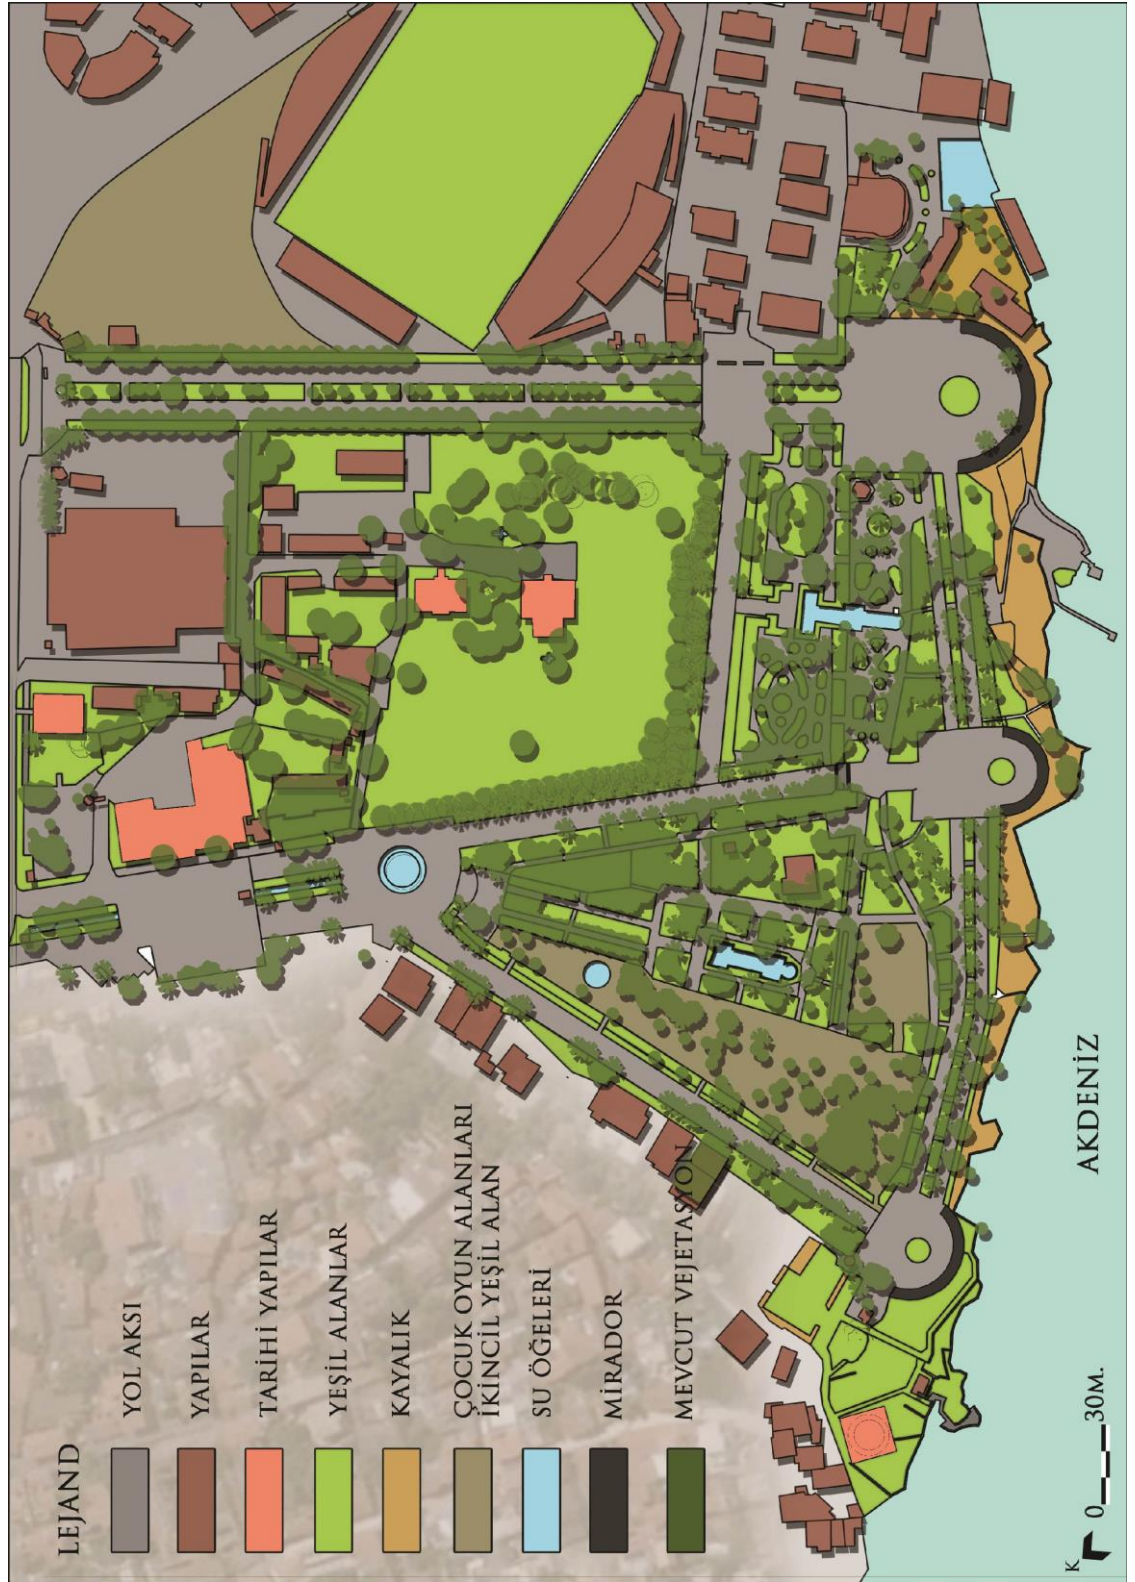 LEJAND
YOL AKSI
YAPILAR
TARİHİ YAPILAR
YEŞİL ALANLAR
KAYALIK
ÇOCUK OYUN ALANLARI
İKİNCİL YEŞİL ALAN
SU ÖĞELERİ
MİRADOR
MEVCUT VEJETASYON
AKDENİZ
K
0 30M.